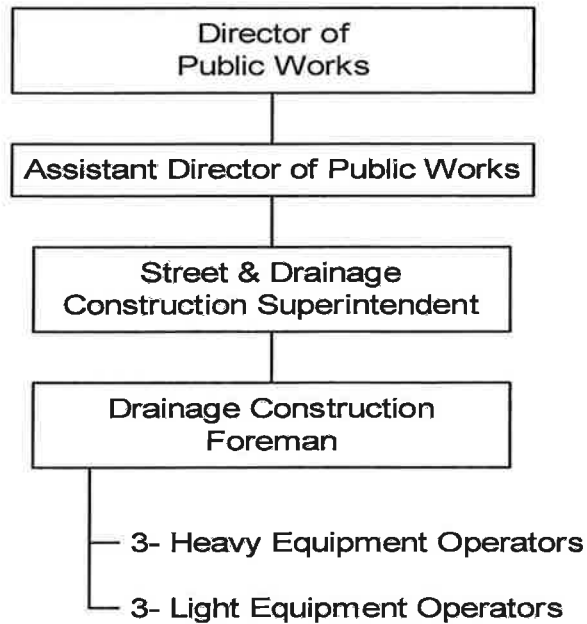 Director of
Public Works
Assistant Director of Public Works
Street & Drainage
Construction Superintendent
Drainage Construction
Foreman
3- Heavy Equipment Operators
3- Light Equipment Operators